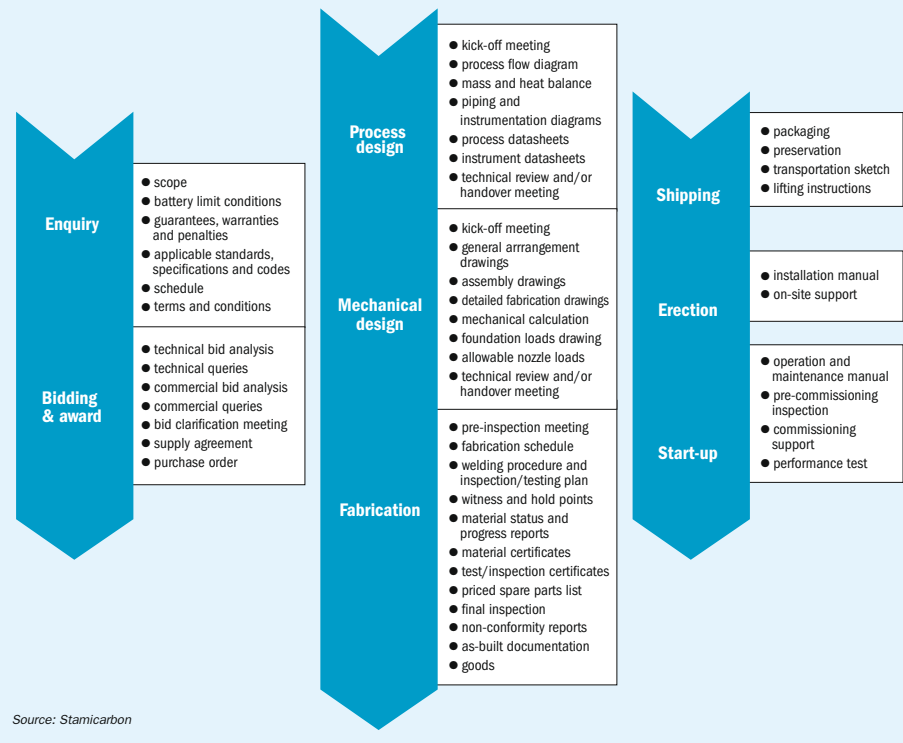 Enquiry
● scope
● battery limit conditions
● guarantees, warranties
and penalties
● applicable standards,
specifications and codes
● schedule
● terms and conditions
Bidding
& award
● technical bid analysis
● technical queries
● commercial bid analysis
● commercial queries
● bid clarification meeting
● supply agreement
● purchase order
Process
design
● kick-off meeting
● process flow diagram
● mass and heat balance
● piping and
instrumentation diagrams
● process datasheets
● instrument datasheets
● technical review and/or
handover meeting
Mechanical
design
● kick-off meeting
● general arrrangement
drawings
● assembly drawings
● detailed fabrication drawings
● mechanical calculation
● foundation loads drawing
● allowable nozzle loads
● technical review and/or
handover meeting
Fabrication
● pre-inspection meeting
● fabrication schedule
● welding procedure and
inspection/testing plan
● witness and hold points
● material status and
progress reports
● material certificates
● test/inspection certificates
● priced spare parts list
● final inspection
● non-conformity reports
● as-built documentation
● goods
Shipping
● packaging
● preservation
● transportation sketch
● lifting instructions
Erection
● installation manual
● on-site support
Start-up
● operation and
maintenance manual
● pre-commissioning
inspection
● commissioning
support
● performance test
Source: Stamicarbon